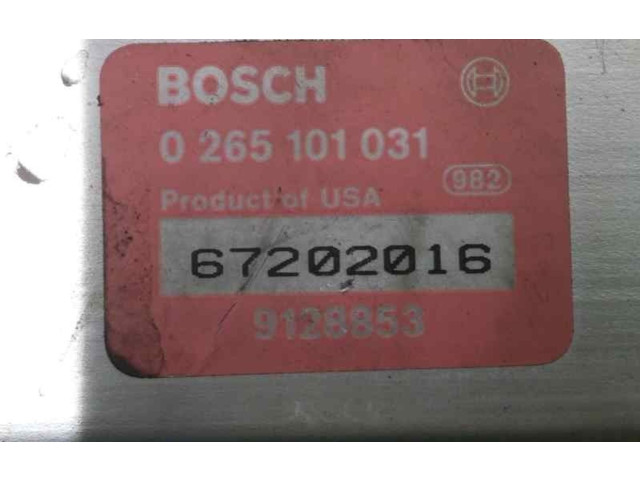 BOSCH
0 265 101 031
982
Product of USA
67202016
9128853